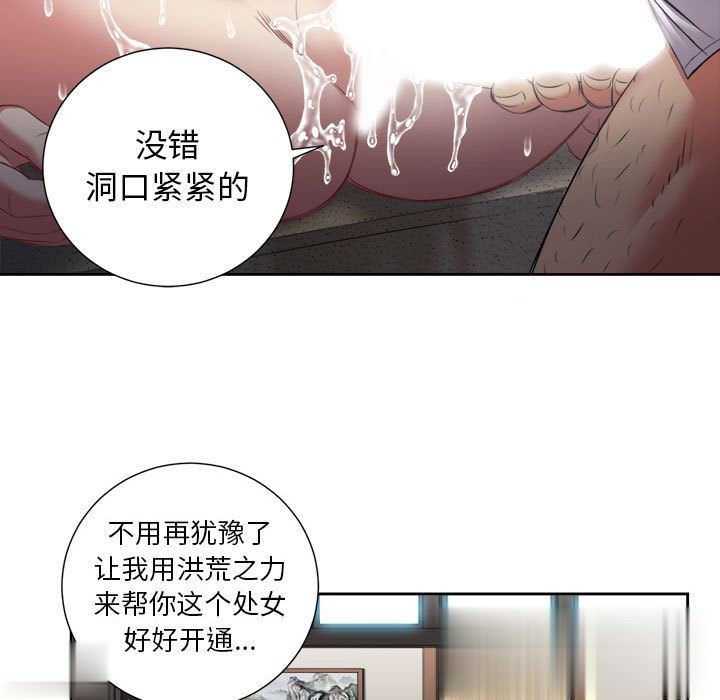 没错
洞口紧紧的
不用再犹豫了
让我用洪荒之力
来帮你这个处女
好好开通...